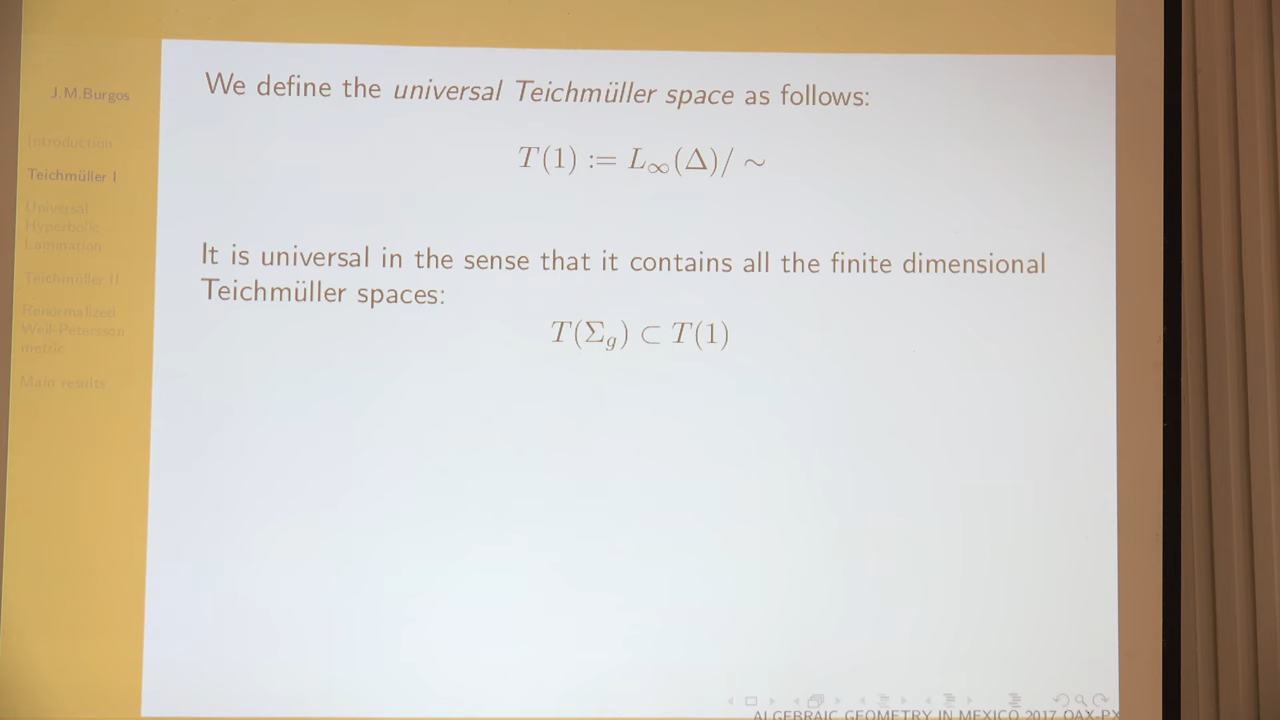 J.M.Burgos
Introduction
Teichmüller I
Universal
Hyperbolic
Lamination
Teichmüller II
Renormalized
Weil-Petersson
metric
Main results
We define the universal Teichmüller space as follows:
T(1) := L∞(Δ)/ ∼
It is universal in the sense that it contains all the finite dimensional
Teichmüller spaces:
T(Σg) ⊂ T(1)
ALGEBRAIC GEOMETRY IN MEXICO 2017 OAX-PX